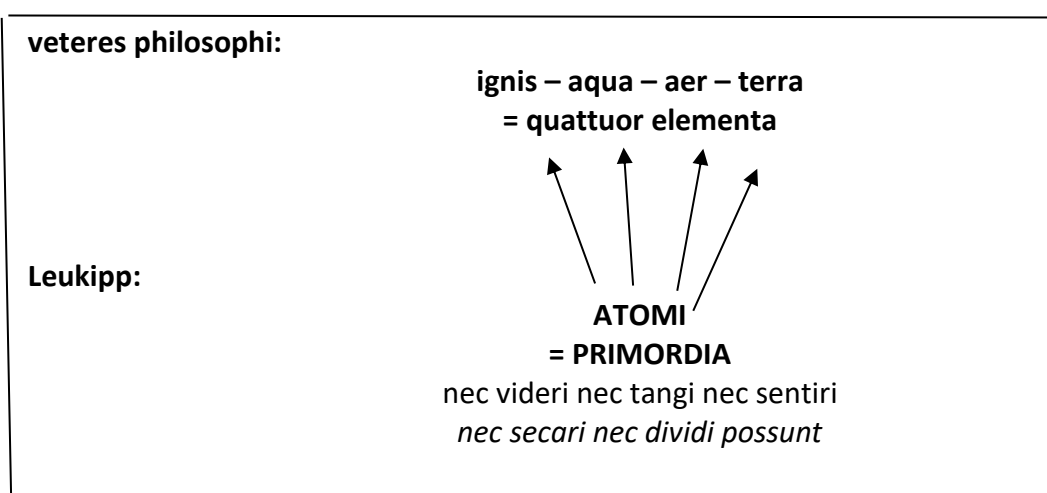 veteres philosophi:
ignis – aqua – aer – terra
= quattuor elementa
Leukipp:
ATOMI
= PRIMORDIA
nec videri nec tangi nec sentiri
nec secari nec dividi possunt